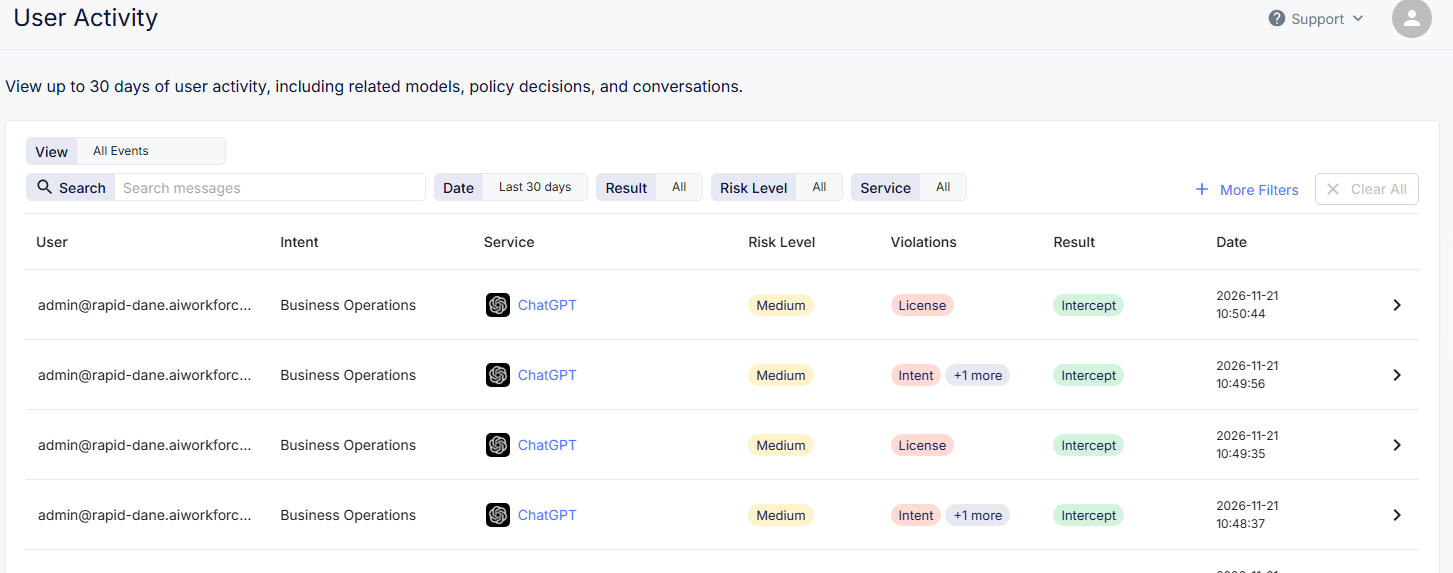 User Activity
Support
View up to 30 days of user activity, including related models, policy decisions, and conversations.
View All Events
Search Search messages Date Last 30 days Result All Risk Level All Service All + More Filters Clear All
User Intent Service Risk Level Violations Result Date
admin@rapid-dane.aiworkforc... Business Operations ChatGPT Medium License Intercept 2026-11-21
10:50:44
admin@rapid-dane.aiworkforc... Business Operations ChatGPT Medium Intent +1 more Intercept 2026-11-21
10:49:56
admin@rapid-dane.aiworkforc... Business Operations ChatGPT Medium License Intercept 2026-11-21
10:49:35
admin@rapid-dane.aiworkforc... Business Operations ChatGPT Medium Intent +1 more Intercept 2026-11-21
10:48:37